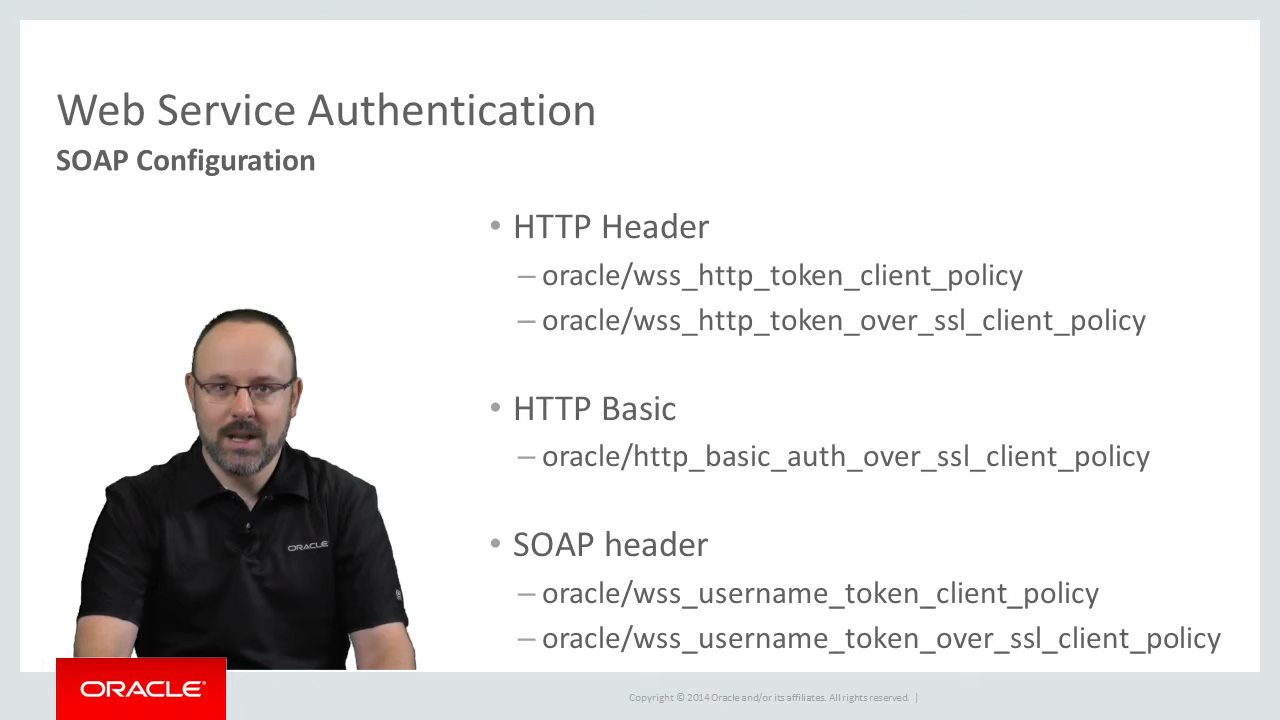 Web Service Authentication
SOAP Configuration
• HTTP Header
– oracle/wss_http_token_client_policy
– oracle/wss_http_token_over_ssl_client_policy
• HTTP Basic
– oracle/http_basic_auth_over_ssl_client_policy
• SOAP header
– oracle/wss_username_token_client_policy
– oracle/wss_username_token_over_ssl_client_policy
ORACLE
ORACLE®
Copyright © 2014 Oracle and/or its affiliates. All rights reserved. |